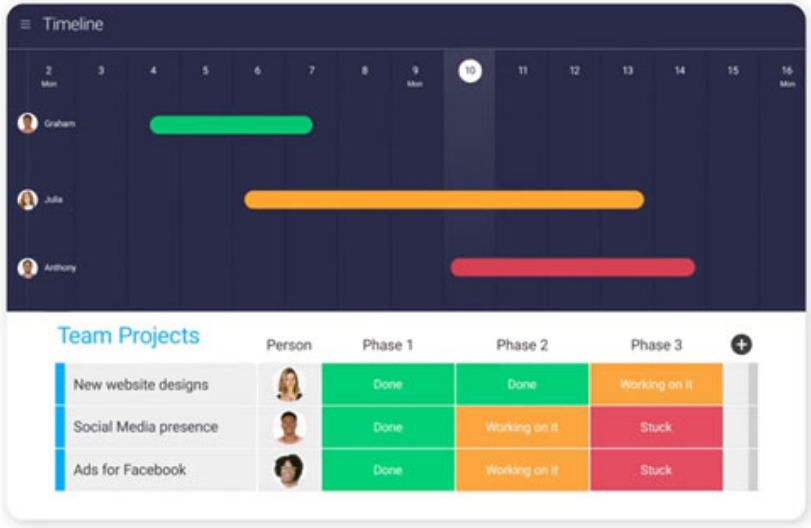 Timeline
2 3 4 5 6 7 8 9 10 11 12 13 14 15 16
Mon Mon Mon
Graham
Julia
Anthony
Team Projects Person Phase 1 Phase 2 Phase 3
New website designs Done Done Working on it
Social Media presence Done Working on it Stuck
Ads for Facebook Done Working on it Stuck